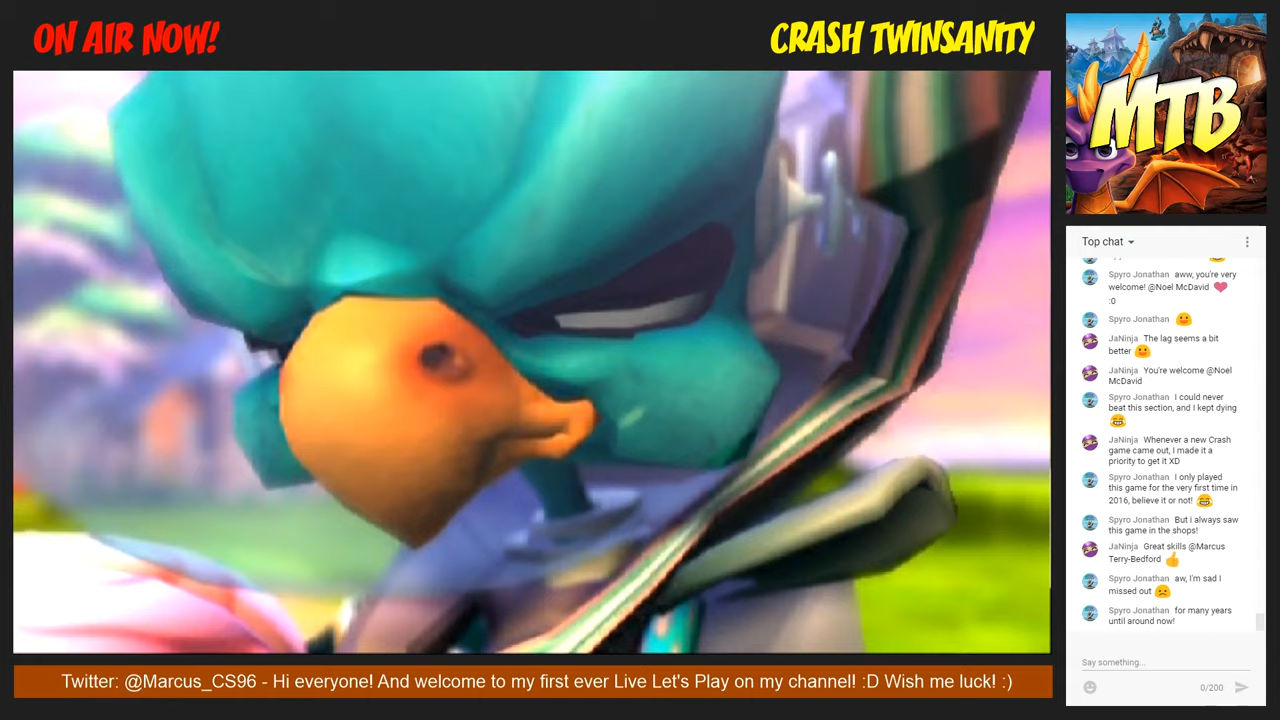 ON AIR NOW!
CRASH TWINSANITY
MTB
Top chat
Spyro Jonathan aww, you're very
welcome! @Noel McDavid
:0
Spyro Jonathan
JaNinja The lag seems a bit
better
JaNinja You're welcome @Noel
McDavid
Spyro Jonathan I could never
beat this section, and I kept dying
JaNinja Whenever a new Crash
game came out, I made it a
priority to get it XD
Spyro Jonathan I only played
this game for the very first time in
2016, believe it or not!
Spyro Jonathan But i always saw
this game in the shops!
JaNinja Great skills @Marcus
Terry-Bedford
Spyro Jonathan aw, I'm sad I
missed out
Spyro Jonathan for many years
until around now!
Say something...
0/200
Twitter: @Marcus_CS96 - Hi everyone! And welcome to my first ever Live Let's Play on my channel! :D Wish me luck! :)